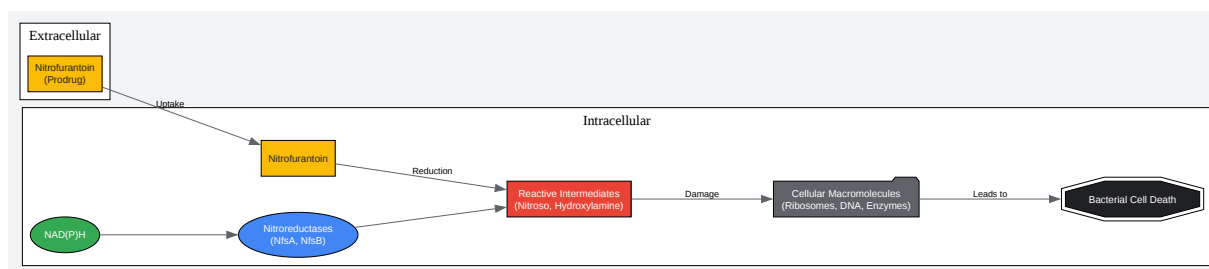 Extracellular
Nitrofurantoin
(Prodrug)
Uptake
Intracellular
Nitrofurantoin
Reduction
Reactive Intermediates
(Nitroso, Hydroxylamine)
Damage
Cellular Macromolecules
(Ribosomes, DNA, Enzymes)
Leads to
Bacterial Cell Death
NAD(P)H
Nitroreductases
(NfsA, NfsB)